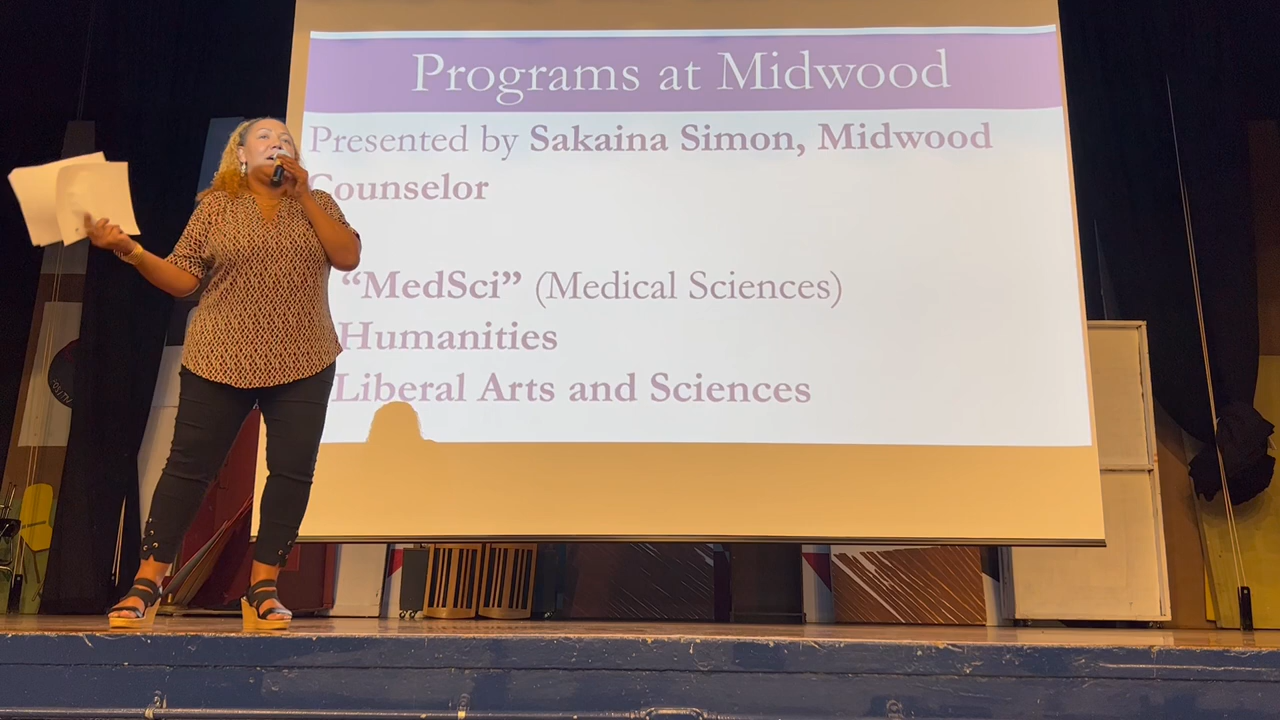 Programs at Midwood
Presented by Sakaina Simon, Midwood
Counselor
“MedSci” (Medical Sciences)
Humanities
Liberal Arts and Sciences